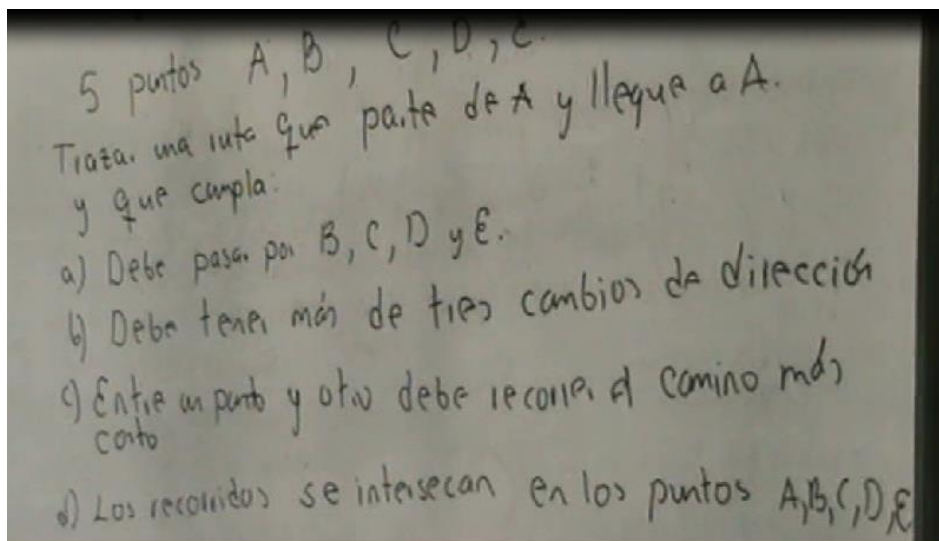 5 puntos A, B, C, D, E.
Trazar una ruta que parte de A y llegue a A.
y que cumpla:
a) Debe pasar por B, C, D y E.
b) Debe tener más de tres cambios de dirección
c) Entre un punto y otro debe recorrer el camino más
corto
d) Los recorridos se intersecan en los puntos A, B, C, D, E